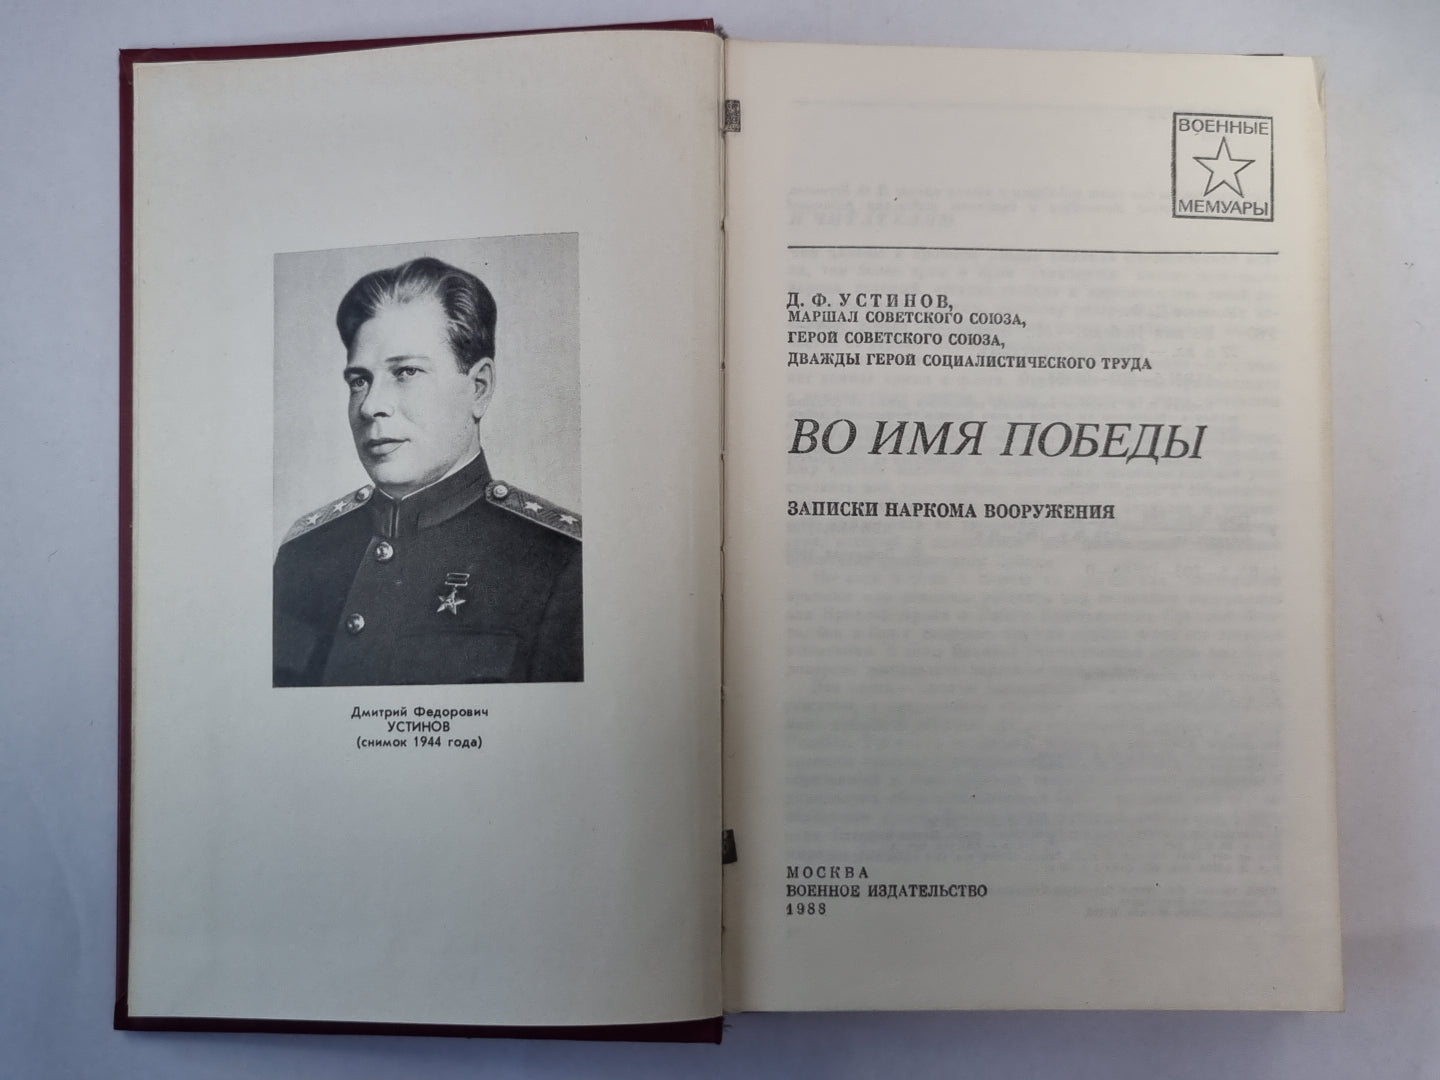 Дмитрий Федорович
УСТИНОВ
(снимок 1944 года)
ВОЕННЫЕ
МЕМУАРЫ
Д. Ф. УСТИНОВ,
МАРШАЛ СОВЕТСКОГО СОЮЗА,
ГЕРОЙ СОВЕТСКОГО СОЮЗА,
ДВАЖДЫ ГЕРОЙ СОЦИАЛИСТИЧЕСКОГО ТРУДА
ВО ИМЯ ПОБЕДЫ
ЗАПИСКИ НАРКОМА ВООРУЖЕНИЯ
МОСКВА
ВОЕННОЕ ИЗДАТЕЛЬСТВО
1988